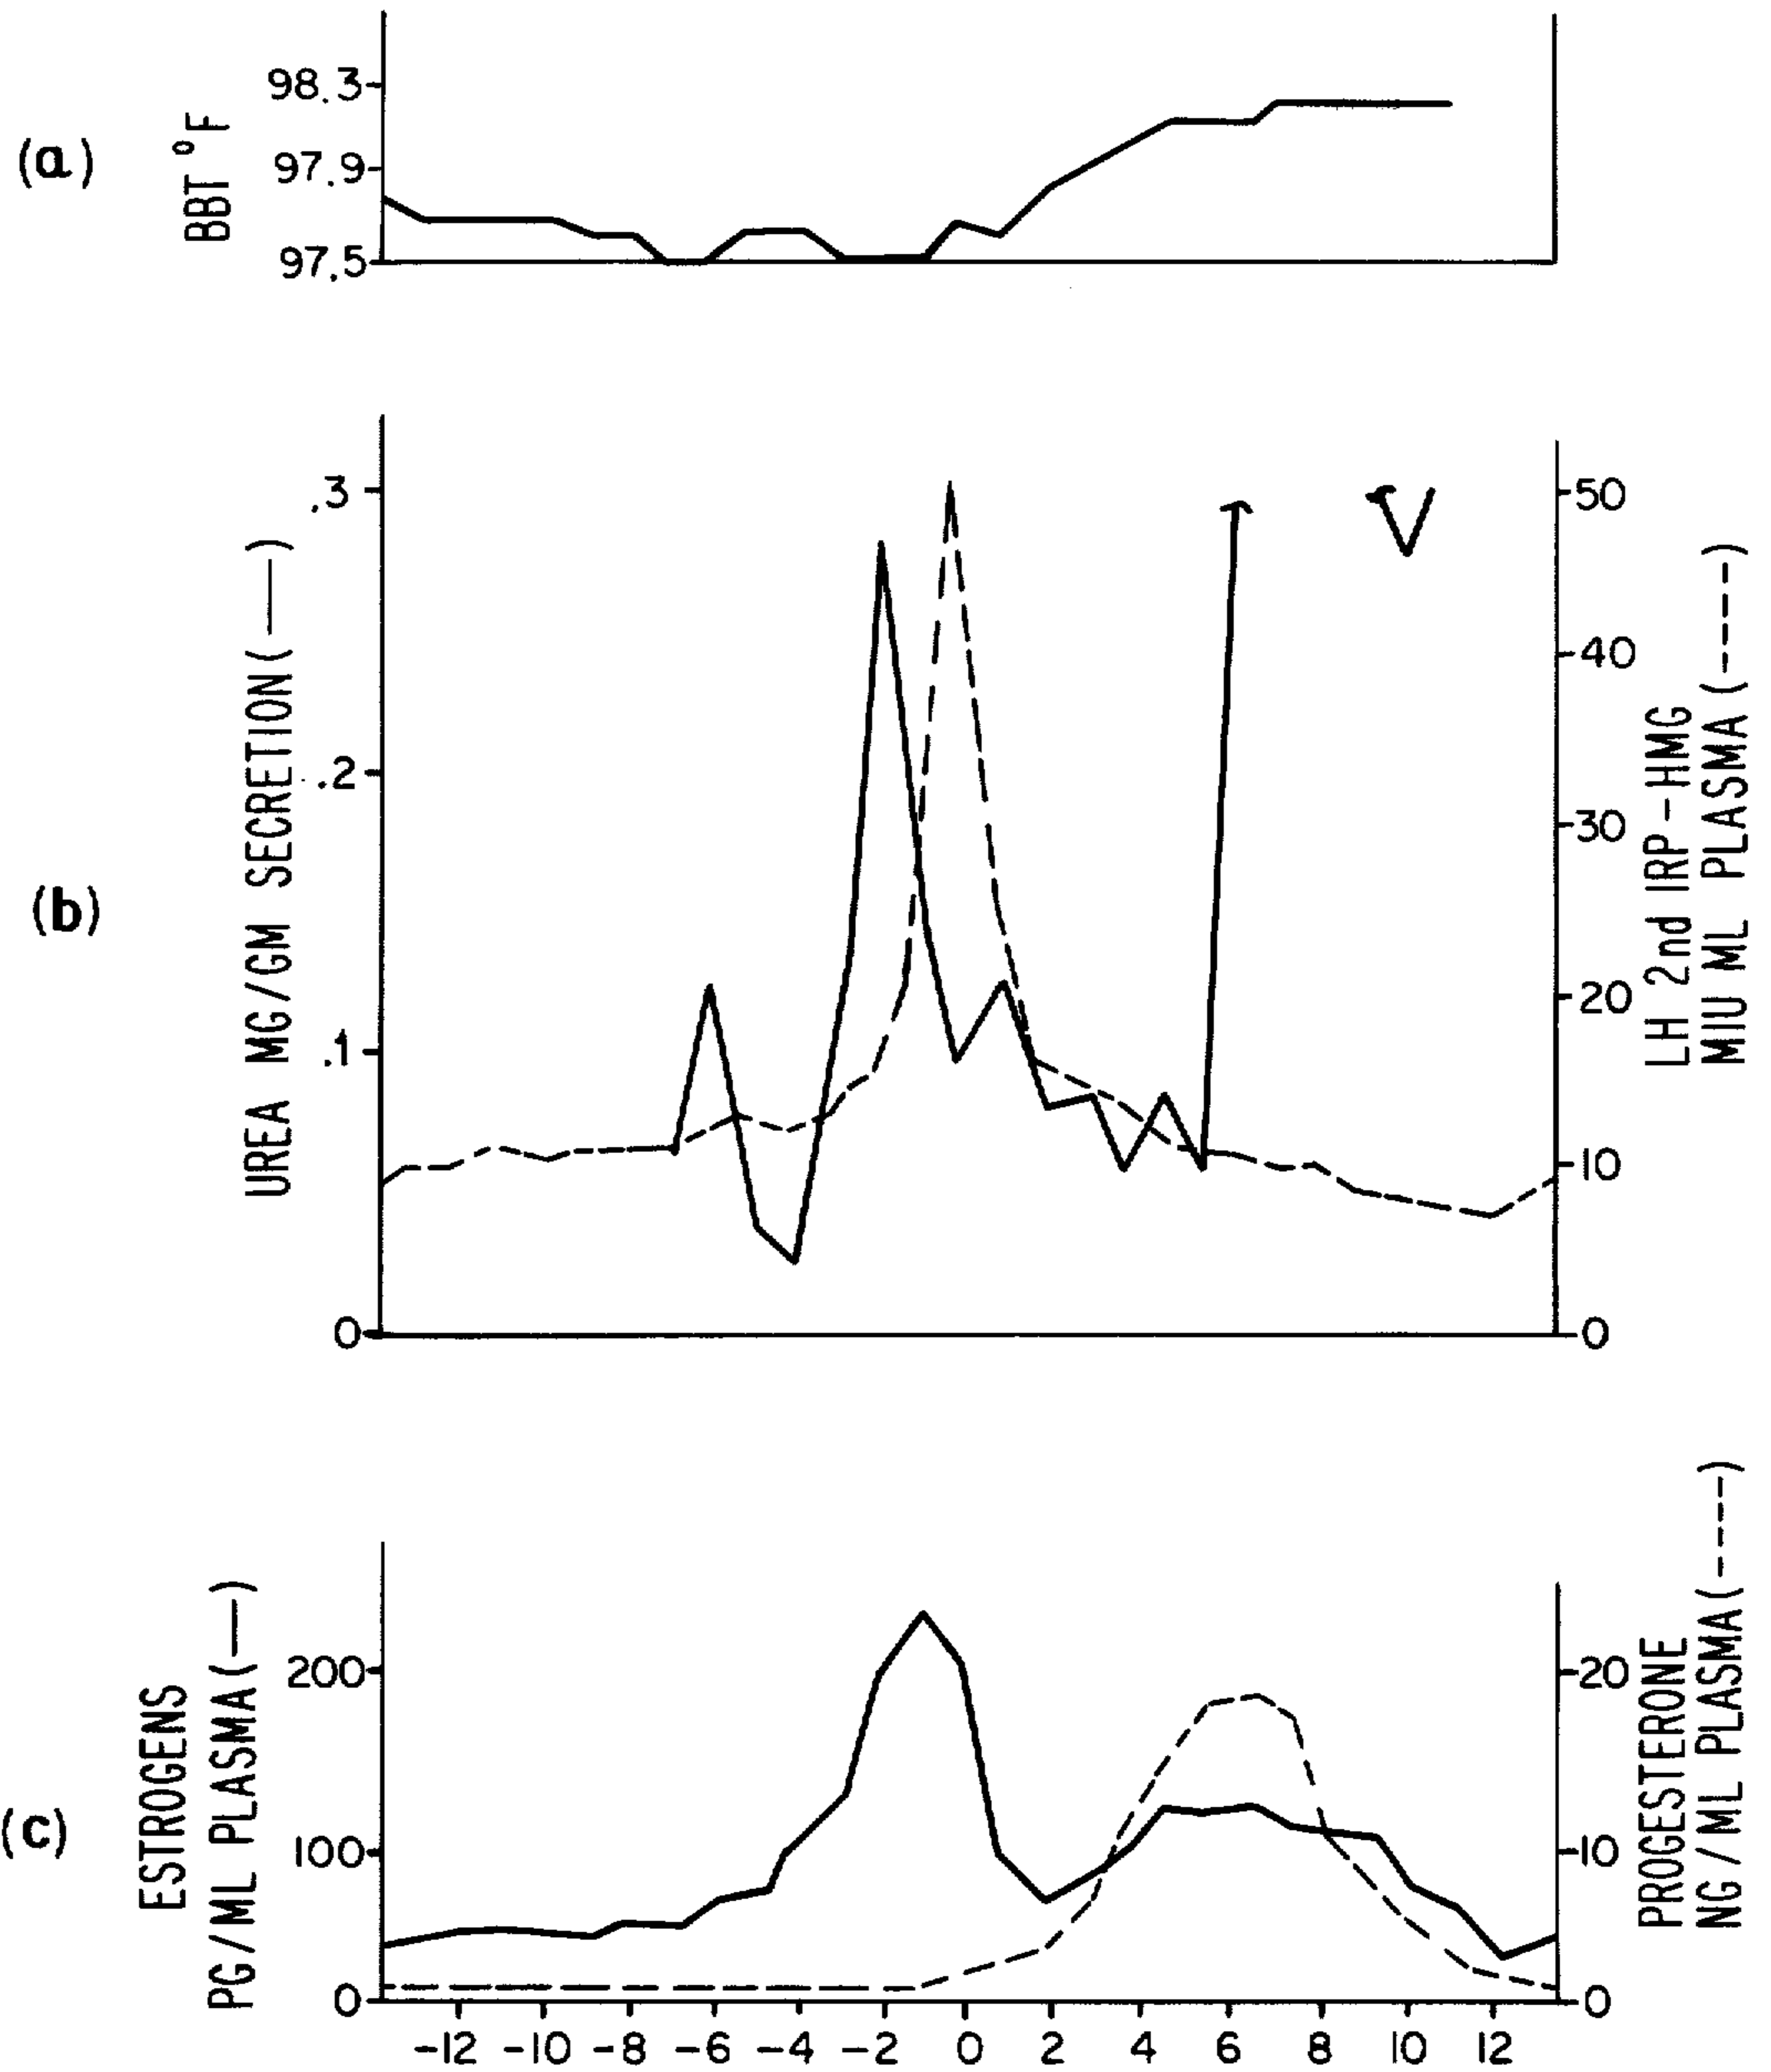 (a)
BBT °F
98.3
97.9
97.5
(b)
UREA MG/GM SECRETION (——)
.3
.2
.1
0
50
40
30
20
10
0
LH 2nd IRP-HMG
MIU ML PLASMA (----)
(c)
ESTROGENS
PG/ML PLASMA (—)
200
100
0
20
10
0
PROGESTERONE
NG/ML PLASMA (----)
-12 -10 -8 -6 -4 -2 0 2 4 6 8 10 12